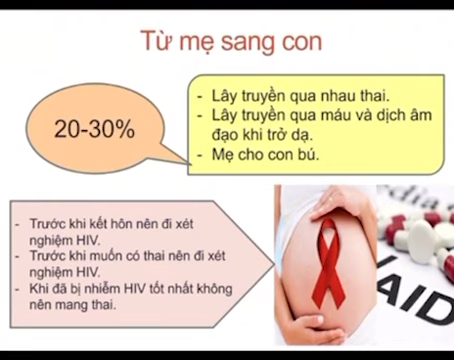 Từ mẹ sang con
20-30%
- Lây truyền qua nhau thai.
- Lây truyền qua máu và dịch âm
đạo khi trở dạ.
- Mẹ cho con bú.
- Trước khi kết hôn nên đi xét
nghiệm HIV.
- Trước khi muốn có thai nên đi xét
nghiệm HIV.
- Khi đã bị nhiễm HIV tốt nhất không
nên mang thai.
AID